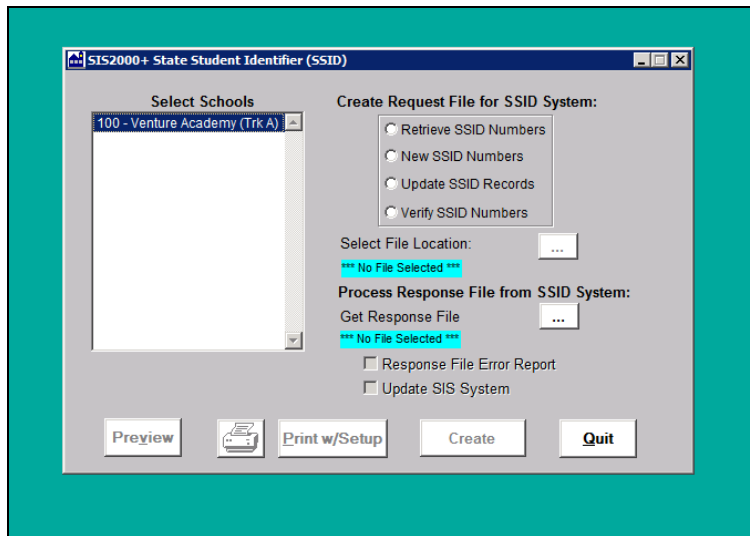 SIS2000+ State Student Identifier (SSID)
Select Schools
100 - Venture Academy (Trk A)
Create Request File for SSID System:
Retrieve SSID Numbers
New SSID Numbers
Update SSID Records
Verify SSID Numbers
Select File Location:
...
*** No File Selected ***
Process Response File from SSID System:
Get Response File
...
*** No File Selected ***
Response File Error Report
Update SIS System
Preview
Print w/Setup
Create
Quit